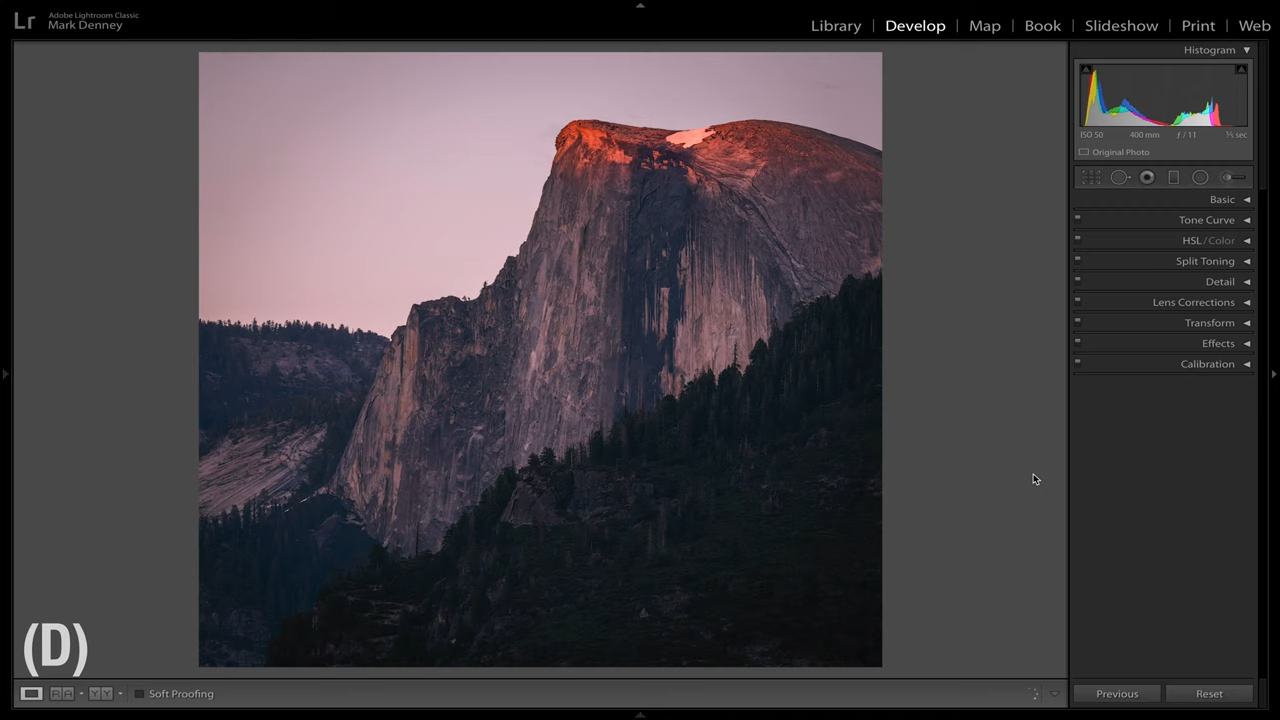 Lr
Adobe Lightroom Classic
Mark Denney
Library | Develop | Map | Book | Slideshow | Print | Web
Histogram
ISO 50 400 mm ƒ / 11
Original Photo
Basic
Tone Curve
HSL / Color
Split Toning
Detail
Lens Corrections
Transform
Effects
Calibration
(D)
R A Y Y Soft Proofing
Previous Reset